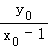 y₀
x₀ − 1